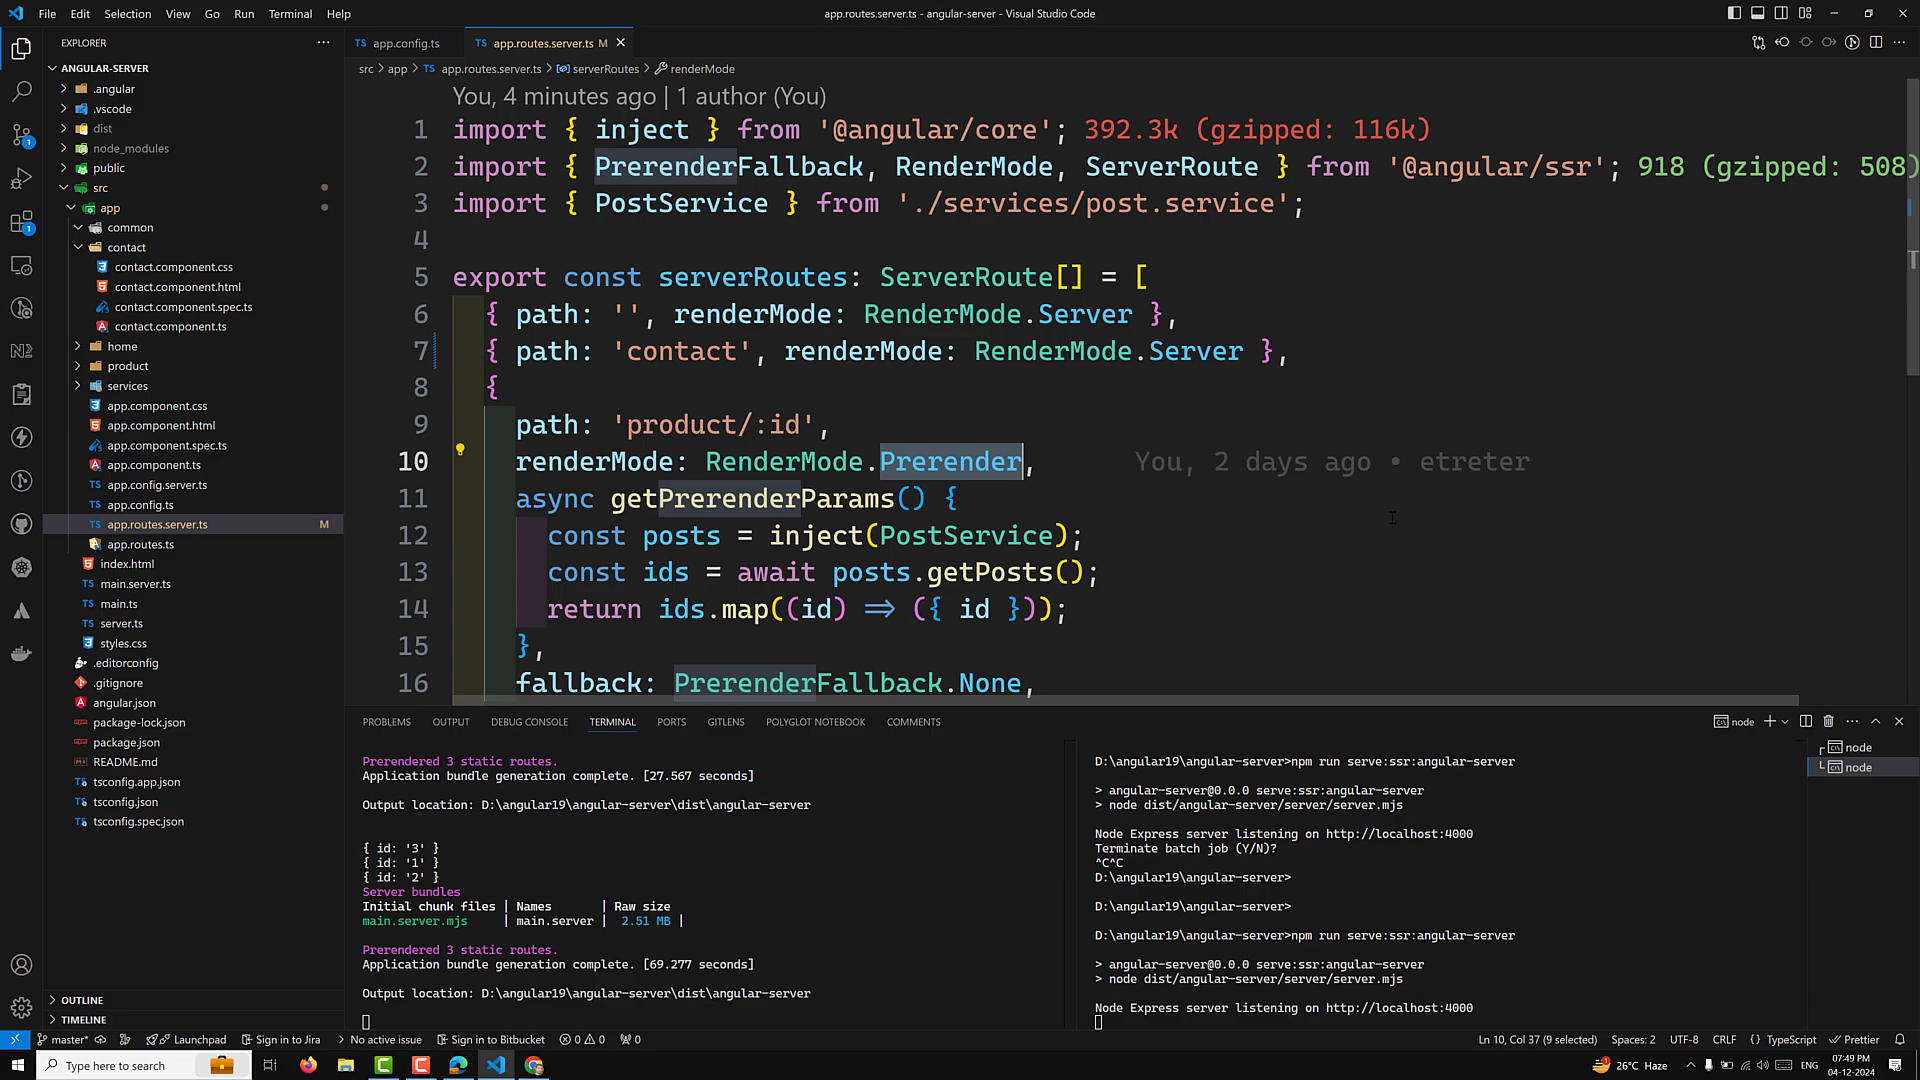 File Edit Selection View Go Run Terminal Help
app.routes.server.ts - angular-server - Visual Studio Code
EXPLORER
ANGULAR-SERVER
.angular
.vscode
dist
node_modules
public
src
app
common
contact
contact.component.css
contact.component.html
contact.component.spec.ts
contact.component.ts
home
product
services
app.component.css
app.component.html
app.component.spec.ts
app.component.ts
app.config.server.ts
app.config.ts
app.routes.server.ts M
app.routes.ts
index.html
main.server.ts
main.ts
server.ts
styles.css
.editorconfig
.gitignore
angular.json
package-lock.json
package.json
README.md
tsconfig.app.json
tsconfig.json
tsconfig.spec.json
OUTLINE
TIMELINE
TS app.config.ts TS app.routes.server.ts M
src > app > TS app.routes.server.ts > serverRoutes > renderMode
You, 4 minutes ago | 1 author (You)
1 import { inject } from '@angular/core'; 392.3k (gzipped: 116k)
2 import { PrerenderFallback, RenderMode, ServerRoute } from '@angular/ssr'; 918 (gzipped: 508)
3 import { PostService } from './services/post.service';
4
5 export const serverRoutes: ServerRoute[] = [
6 { path: '', renderMode: RenderMode.Server },
7 { path: 'contact', renderMode: RenderMode.Server },
8 {
9 path: 'product/:id',
10 renderMode: RenderMode.Prerender, You, 2 days ago • etreter
11 async getPrerenderParams() {
12 const posts = inject(PostService);
13 const ids = await posts.getPosts();
14 return ids.map((id) => ({ id }));
15 },
16 fallback: PrerenderFallback.None,
PROBLEMS OUTPUT DEBUG CONSOLE TERMINAL PORTS GITLENS POLYGLOT NOTEBOOK COMMENTS
node
Prerendered 3 static routes.
Application bundle generation complete. [27.567 seconds]
Output location: D:\angular19\angular-server\dist\angular-server
{ id: '3' }
{ id: '1' }
{ id: '2' }
Server bundles
Initial chunk files | Names | Raw size
main.server.mjs | main.server | 2.51 MB |
Prerendered 3 static routes.
Application bundle generation complete. [69.277 seconds]
Output location: D:\angular19\angular-server\dist\angular-server
D:\angular19\angular-server>npm run serve:ssr:angular-server
> angular-server@0.0.0 serve:ssr:angular-server
> node dist/angular-server/server/server.mjs
Node Express server listening on http://localhost:4000
Terminate batch job (Y/N)?
^C^C
D:\angular19\angular-server>
D:\angular19\angular-server>
D:\angular19\angular-server>npm run serve:ssr:angular-server
> angular-server@0.0.0 serve:ssr:angular-server
> node dist/angular-server/server/server.mjs
Node Express server listening on http://localhost:4000
node
node
master* Launchpad Sign in to Jira No active issue Sign in to Bitbucket 0 0 0
Ln 10, Col 37 (9 selected) Spaces: 2 UTF-8 CRLF {} TypeScript Prettier
Type here to search
26°C Haze ENG
07:49 PM
04-12-2024